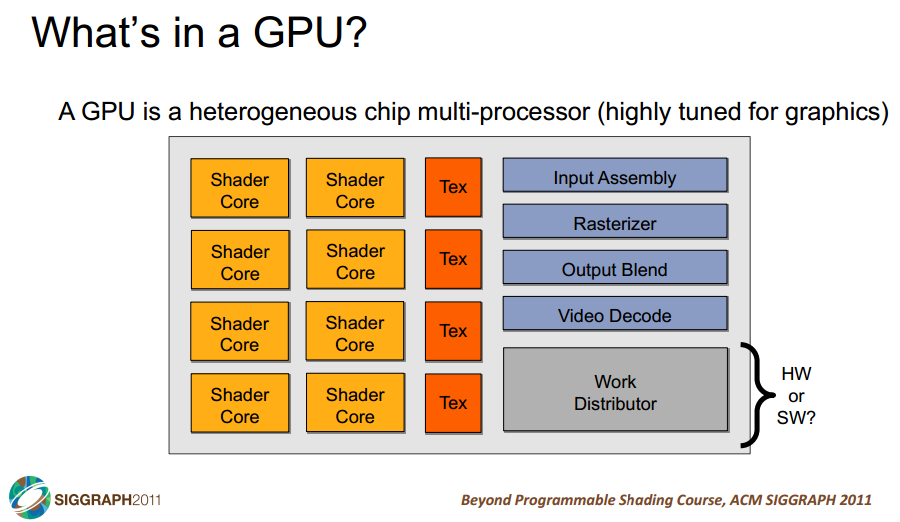 What's in a GPU?
A GPU is a heterogeneous chip multi-processor (highly tuned for graphics)
Shader
Core
Shader
Core
Tex
Input Assembly
Rasterizer
Shader
Core
Shader
Core
Tex
Output Blend
Video Decode
Shader
Core
Shader
Core
Tex
Work
Distributor
HW
or
SW?
Shader
Core
Shader
Core
Tex
SIGGRAPH2011
Beyond Programmable Shading Course, ACM SIGGRAPH 2011